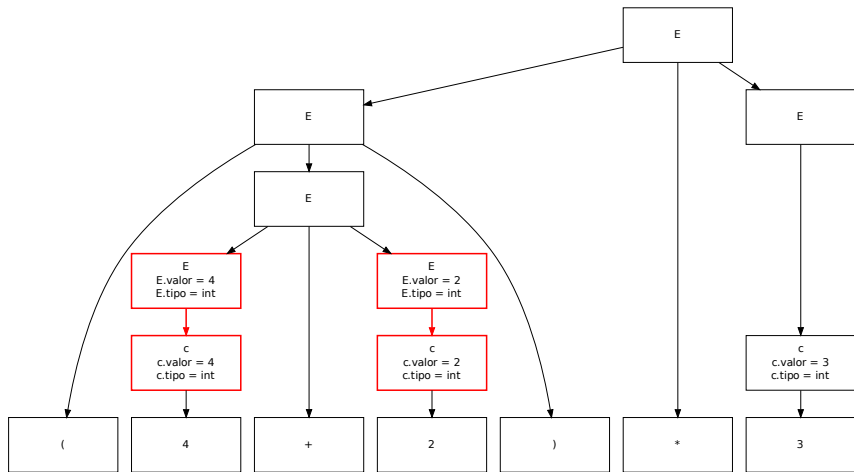 E
E
E
E
E
E.valor = 4
E.tipo = int
E
E.valor = 2
E.tipo = int
c
c.valor = 4
c.tipo = int
c
c.valor = 2
c.tipo = int
c
c.valor = 3
c.tipo = int
(
4
+
2
)
*
3